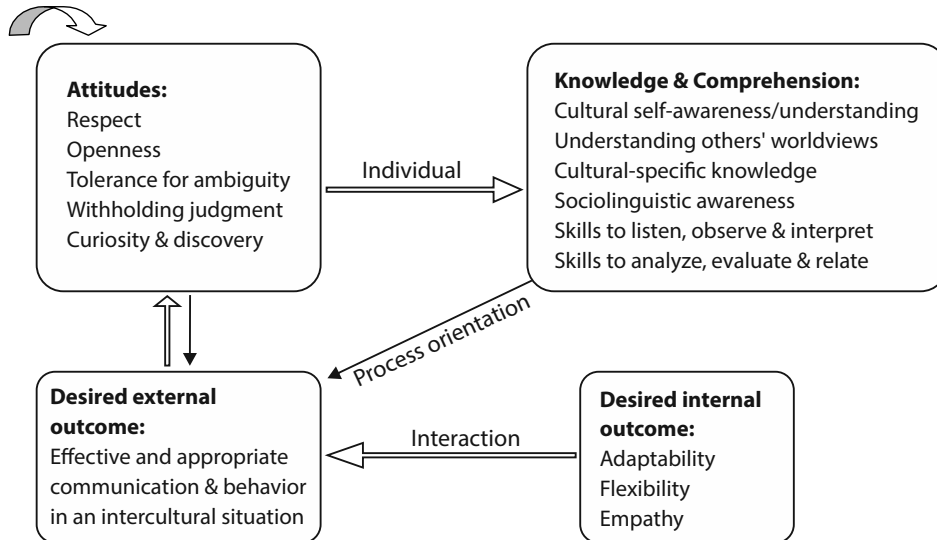 Attitudes:
Respect
Openness
Tolerance for ambiguity
Withholding judgment
Curiosity & discovery
Individual
Knowledge & Comprehension:
Cultural self-awareness/understanding
Understanding others' worldviews
Cultural-specific knowledge
Sociolinguistic awareness
Skills to listen, observe & interpret
Skills to analyze, evaluate & relate
Process orientation
Desired external
outcome:
Effective and appropriate
communication & behavior
in an intercultural situation
Interaction
Desired internal
outcome:
Adaptability
Flexibility
Empathy